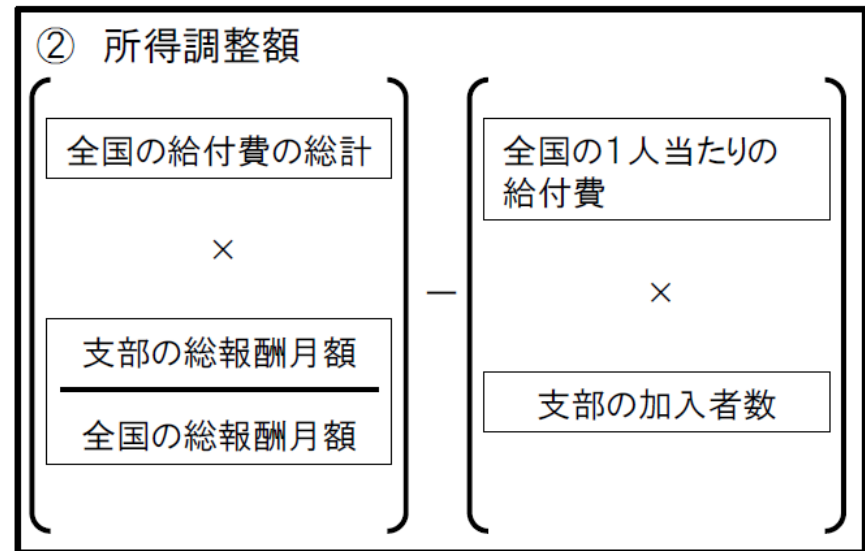 ② 所得調整額
全国の給付費の総計
×
支部の総報酬月額
全国の総報酬月額
－
全国の1人当たりの
給付費
×
支部の加入者数